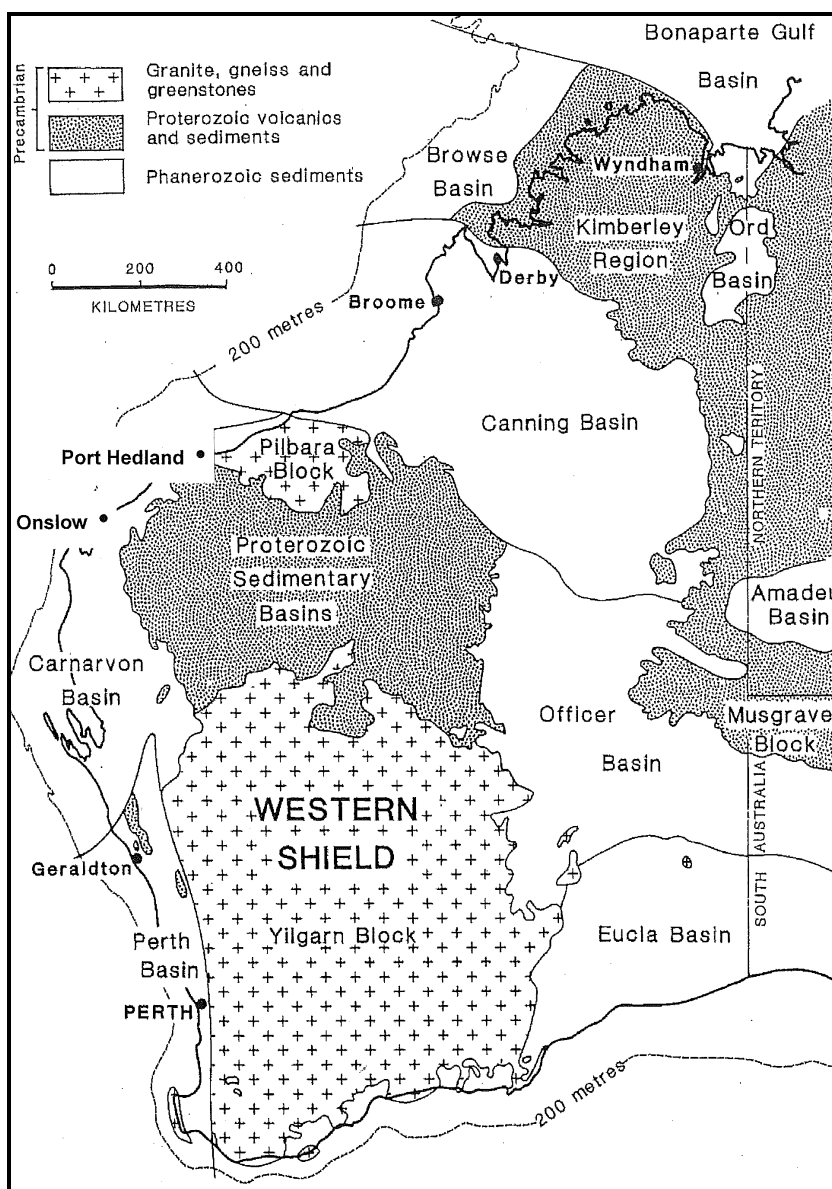 Precambrian
Granite, gneiss and
greenstones
Proterozoic volcanics
and sediments
Phanerozoic sediments
0 200 400
KILOMETRES
Bonaparte Gulf
Basin
Browse
Basin
Wyndham
Kimberley
Region
Ord
Basin
Derby
Broome
200 metres
Canning Basin
NORTHERN TERITORY
Port Hedland
Pilbara
Block
Onslow
Proterozoic
Sedimentary
Basins
Amadeu
Basin
Carnarvon
Basin
Officer
Basin
Musgrave
Block
WESTERN
SHIELD
SOUTH AUSTRALIA
Geraldton
Yilgarn Block
Eucla Basin
Perth
Basin
PERTH
200 metres